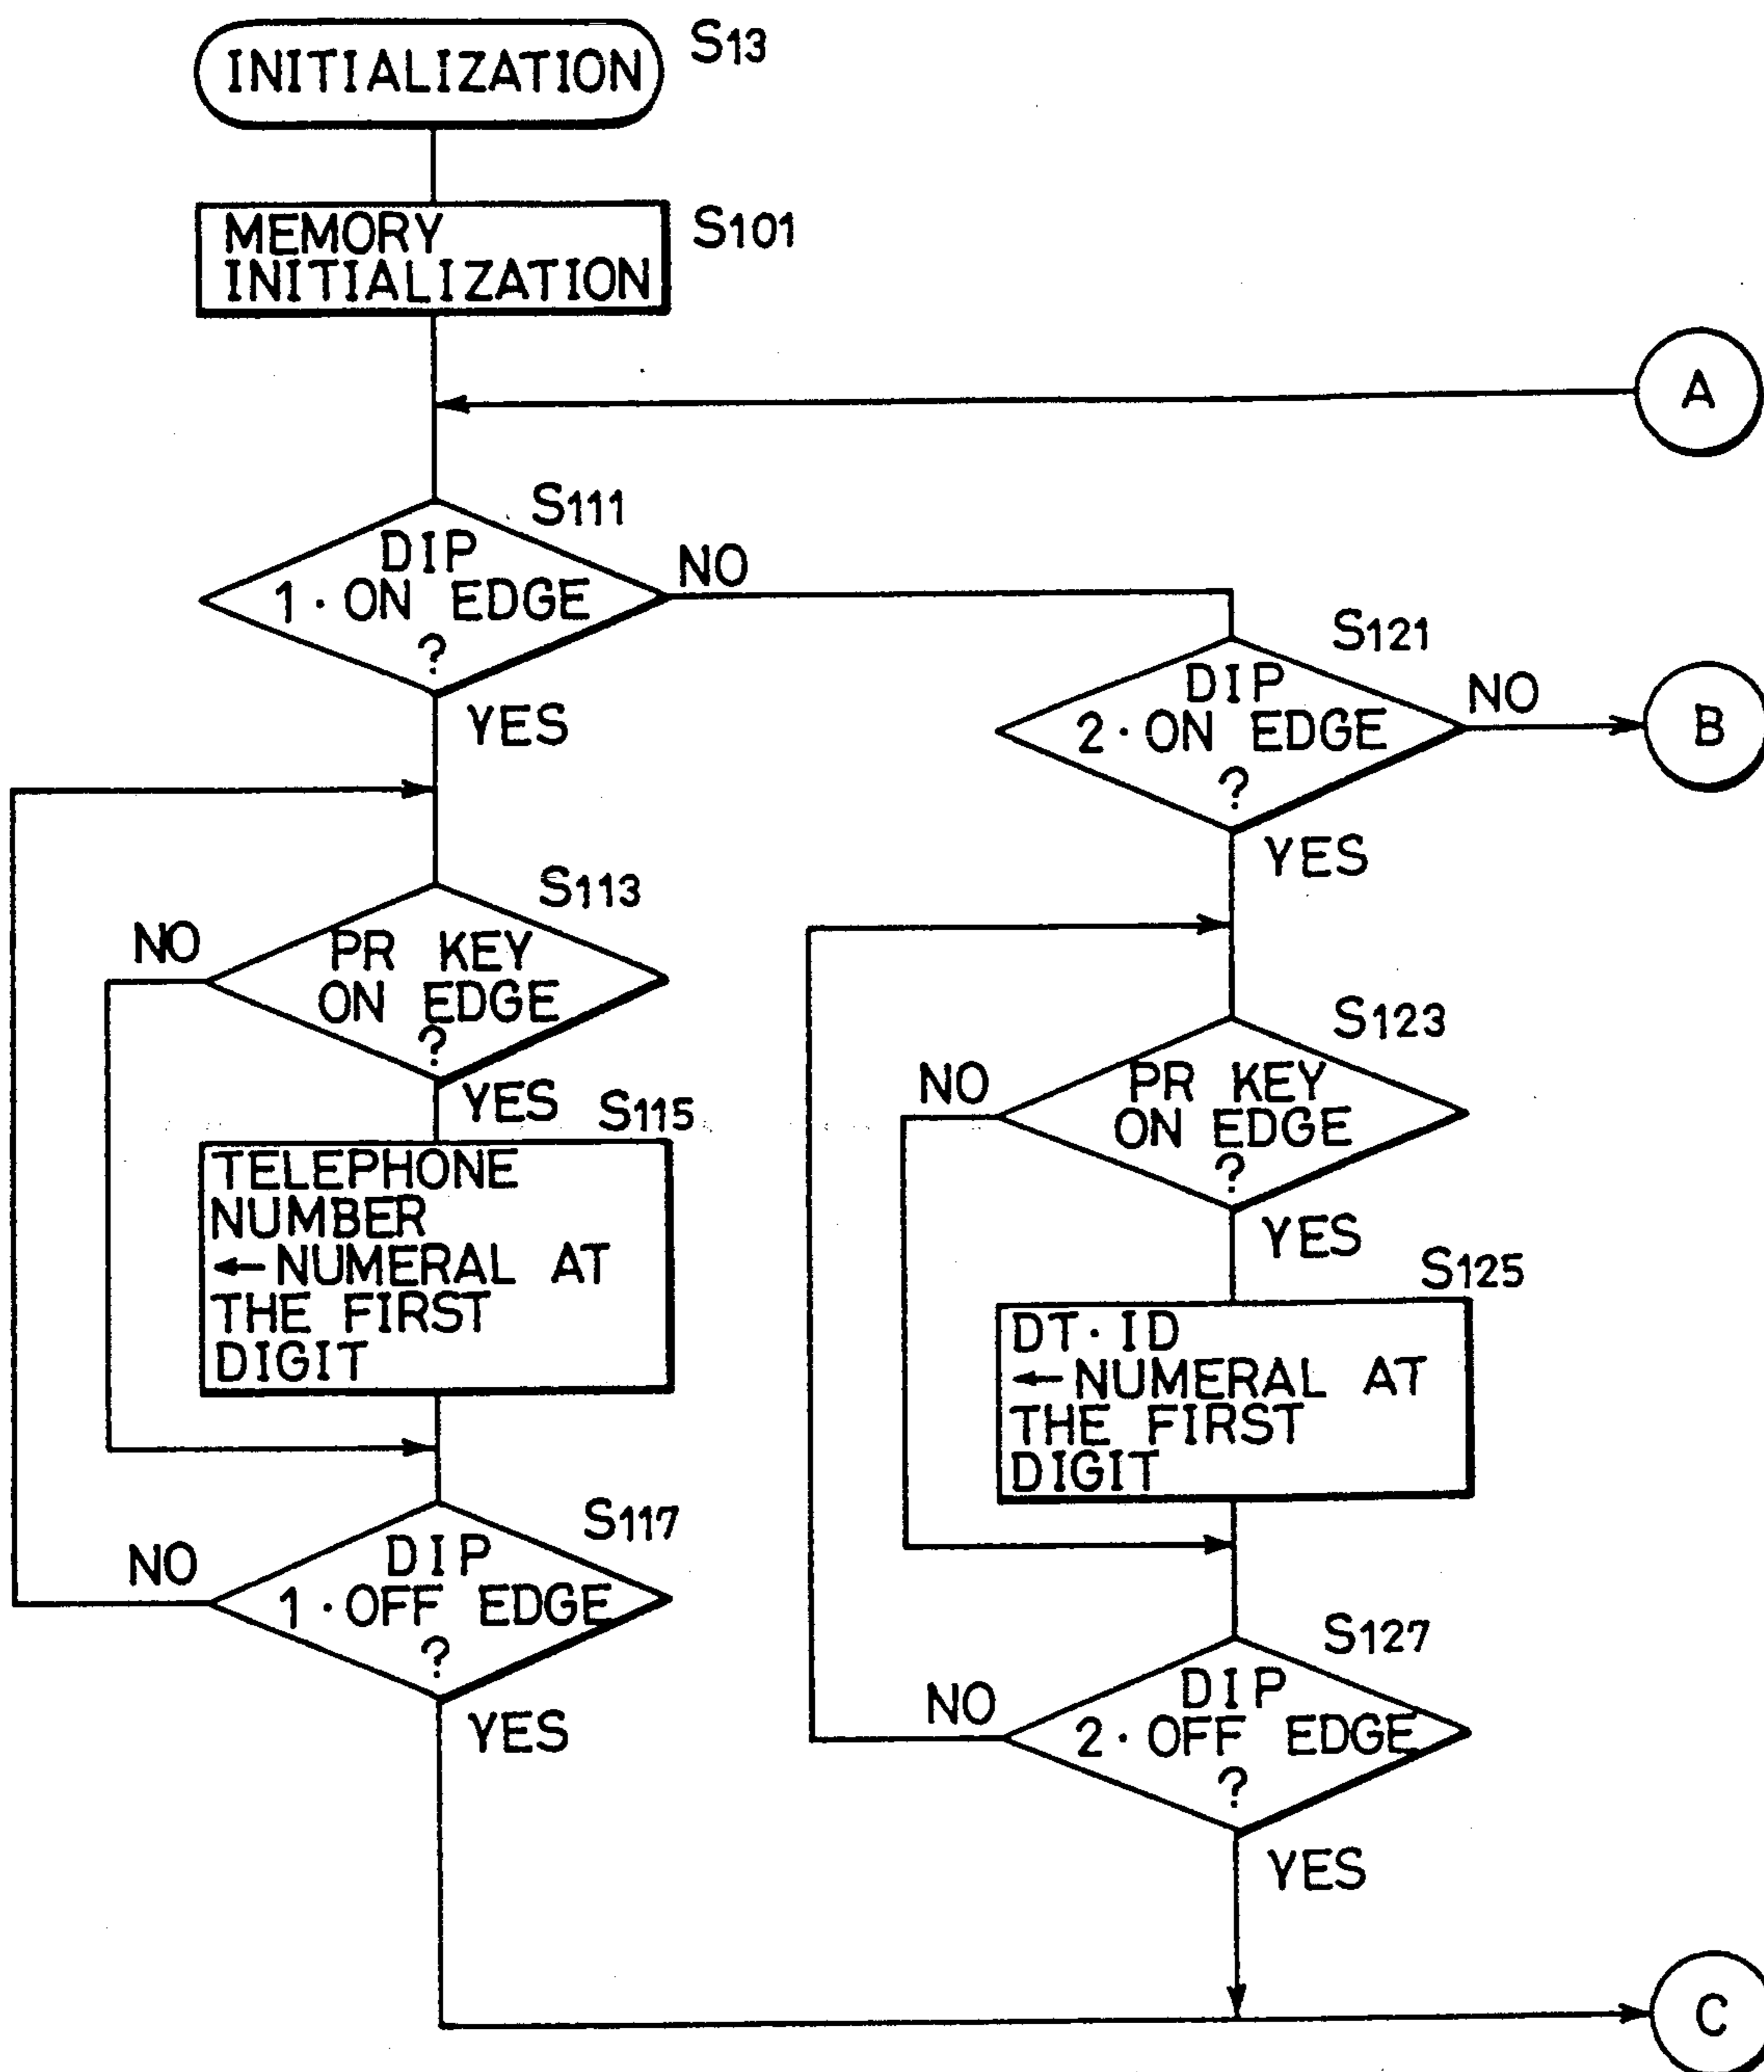 INITIALIZATION
S13
MEMORY
INITIALIZATION
S101
A
S111
DIP
1·ON EDGE
?
NO
YES
S113
PR KEY
ON EDGE
?
NO
YES
S115
TELEPHONE
NUMBER
←NUMERAL AT
THE FIRST
DIGIT
S117
DIP
1·OFF EDGE
?
NO
YES
S121
DIP
2·ON EDGE
?
NO
B
YES
S123
PR KEY
ON EDGE
?
NO
YES
S125
DT·ID
←NUMERAL AT
THE FIRST
DIGIT
S127
DIP
2·OFF EDGE
?
NO
YES
C